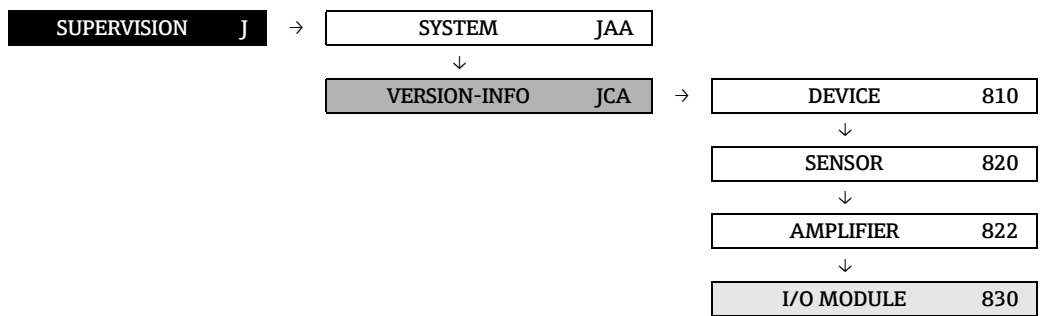 SUPERVISION J → SYSTEM JAA
↓
VERSION-INFO JCA → DEVICE 810
↓
SENSOR 820
↓
AMPLIFIER 822
↓
I/O MODULE 830